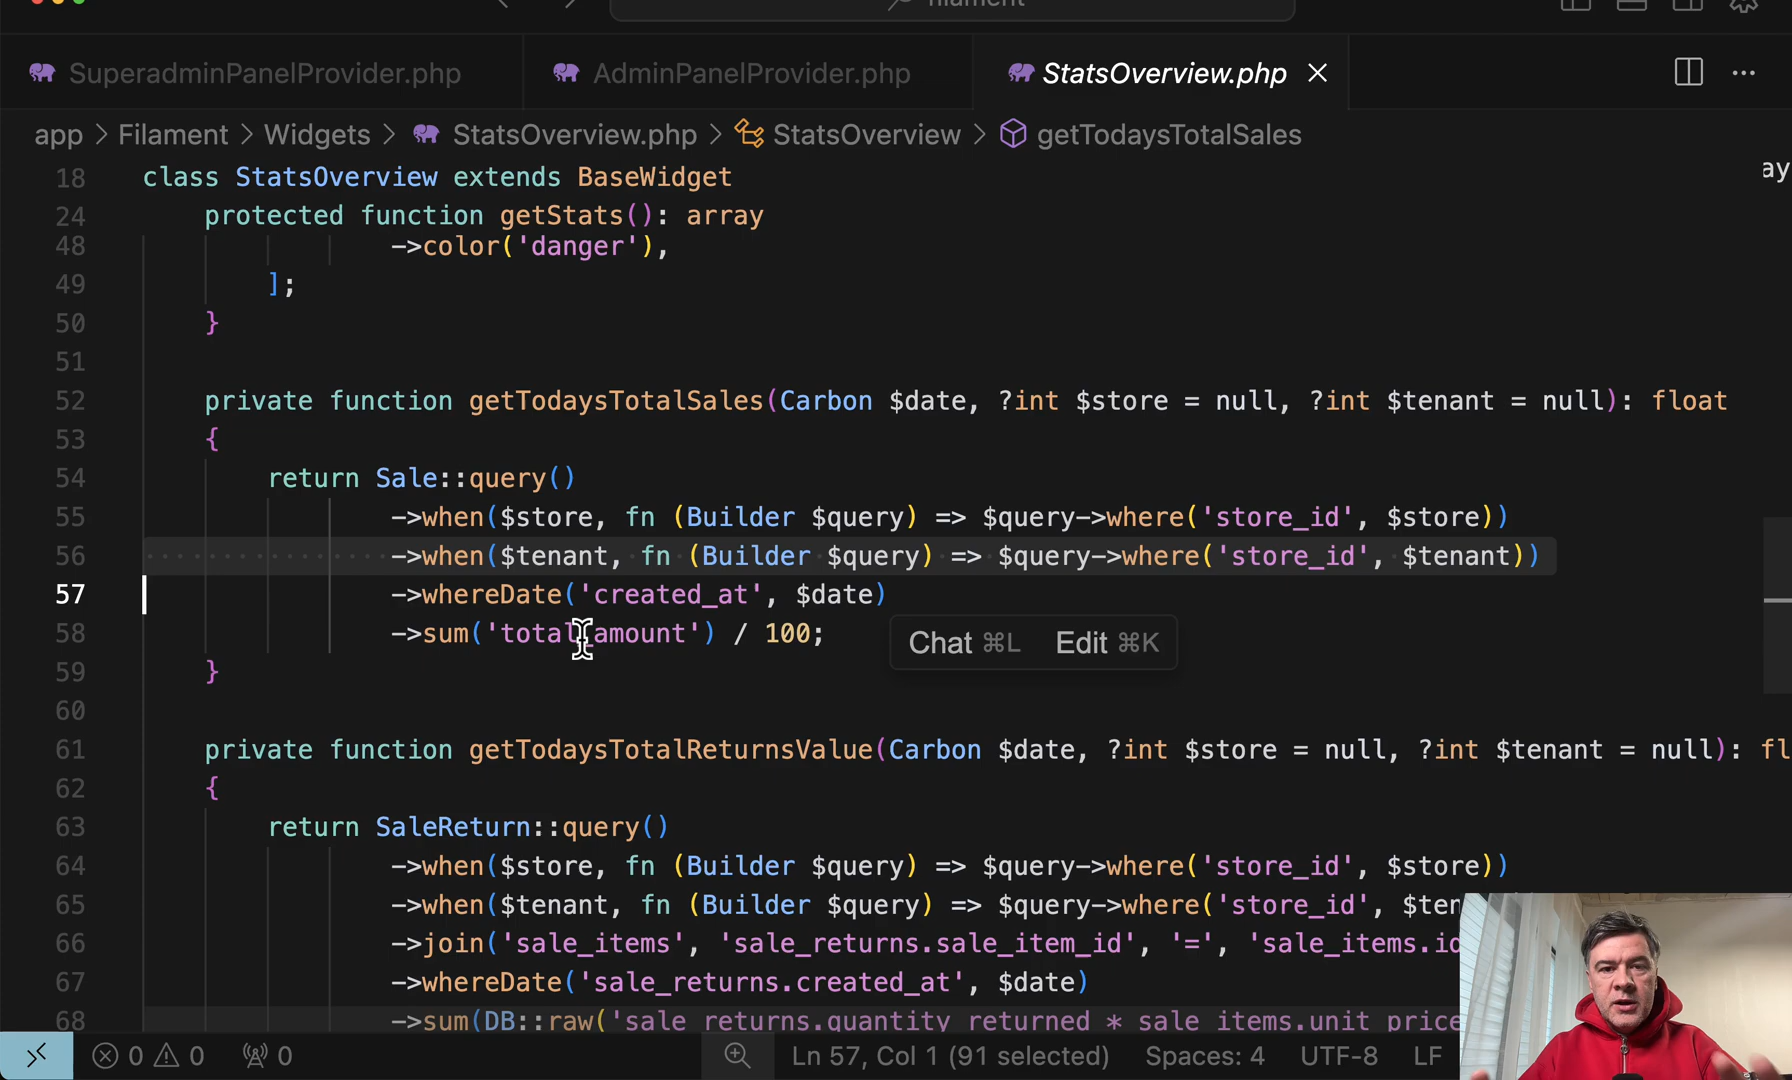 filament
SuperadminPanelProvider.php
AdminPanelProvider.php
StatsOverview.php
app > Filament > Widgets > StatsOverview.php > StatsOverview > getTodaysTotalSales
ay
18 class StatsOverview extends BaseWidget
24 protected function getStats(): array
48 ->color('danger'),
49 ];
50 }
51
52 private function getTodaysTotalSales(Carbon $date, ?int $store = null, ?int $tenant = null): float
53 {
54 return Sale::query()
55 ->when($store, fn (Builder $query) => $query->where('store_id', $store))
56 ->when($tenant, fn (Builder $query) => $query->where('store_id', $tenant))
57 ->whereDate('created_at', $date)
58 ->sum('total_amount') / 100;
Chat ⌘L Edit ⌘K
59 }
60
61 private function getTodaysTotalReturnsValue(Carbon $date, ?int $store = null, ?int $tenant = null): fl
62 {
63 return SaleReturn::query()
64 ->when($store, fn (Builder $query) => $query->where('store_id', $store))
65 ->when($tenant, fn (Builder $query) => $query->where('store_id', $ten
66 ->join('sale_items', 'sale_returns.sale_item_id', '=', 'sale_items.id
67 ->whereDate('sale_returns.created_at', $date)
68 ->sum(DB::raw('sale_returns.quantity_returned * sale_items.unit_price
0 0 0 Ln 57, Col 1 (91 selected) Spaces: 4 UTF-8 LF